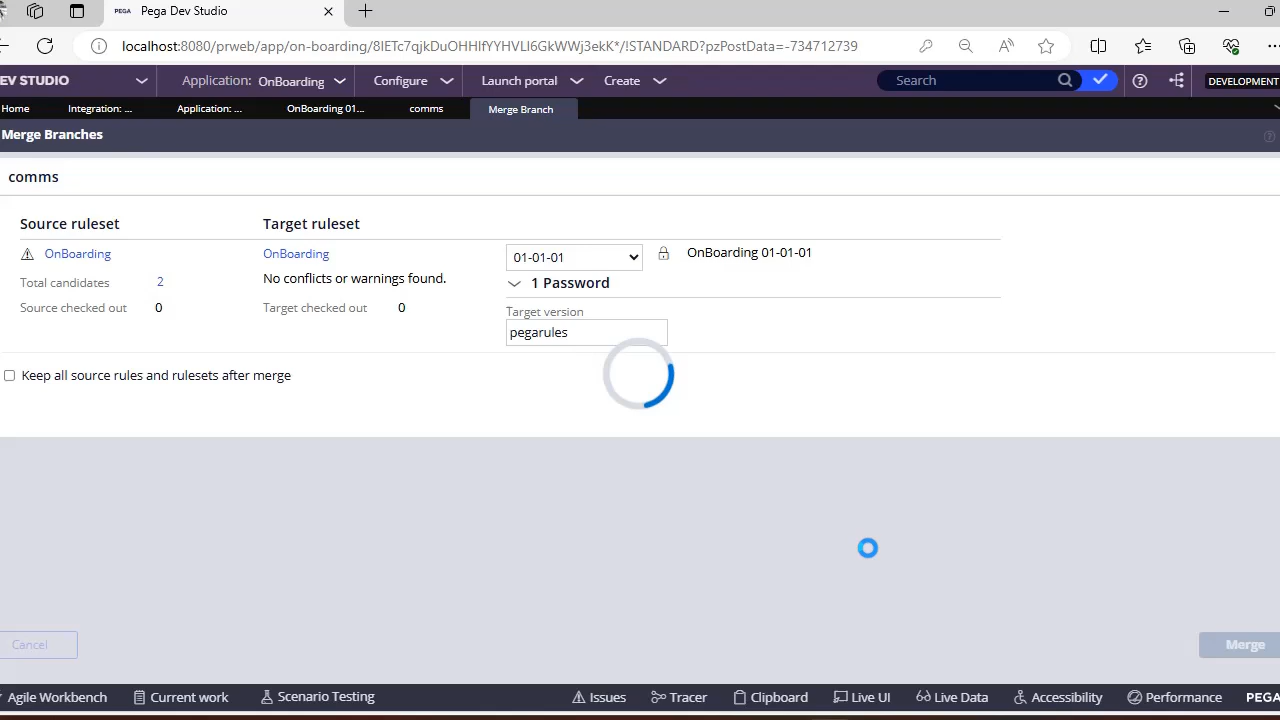 PEGA Pega Dev Studio
localhost:8080/prweb/app/on-boarding/8IETc7qjkDuOHHIfYYHVLI6GkWWj3ekK*/!STANDARD?pzPostData=-734712739
EV STUDIO Application: OnBoarding Configure Launch portal Create Search DEVELOPMENT
Home Integration: ... Application: ... OnBoarding 01... comms Merge Branch
Merge Branches
comms
Source ruleset Target ruleset
OnBoarding OnBoarding 01-01-01 OnBoarding 01-01-01
Total candidates 2 No conflicts or warnings found. 1 Password
Source checked out 0 Target checked out 0 Target version
pegarules
Keep all source rules and rulesets after merge
Cancel Merge
Agile Workbench Current work Scenario Testing Issues Tracer Clipboard Live UI Live Data Accessibility Performance PEGA